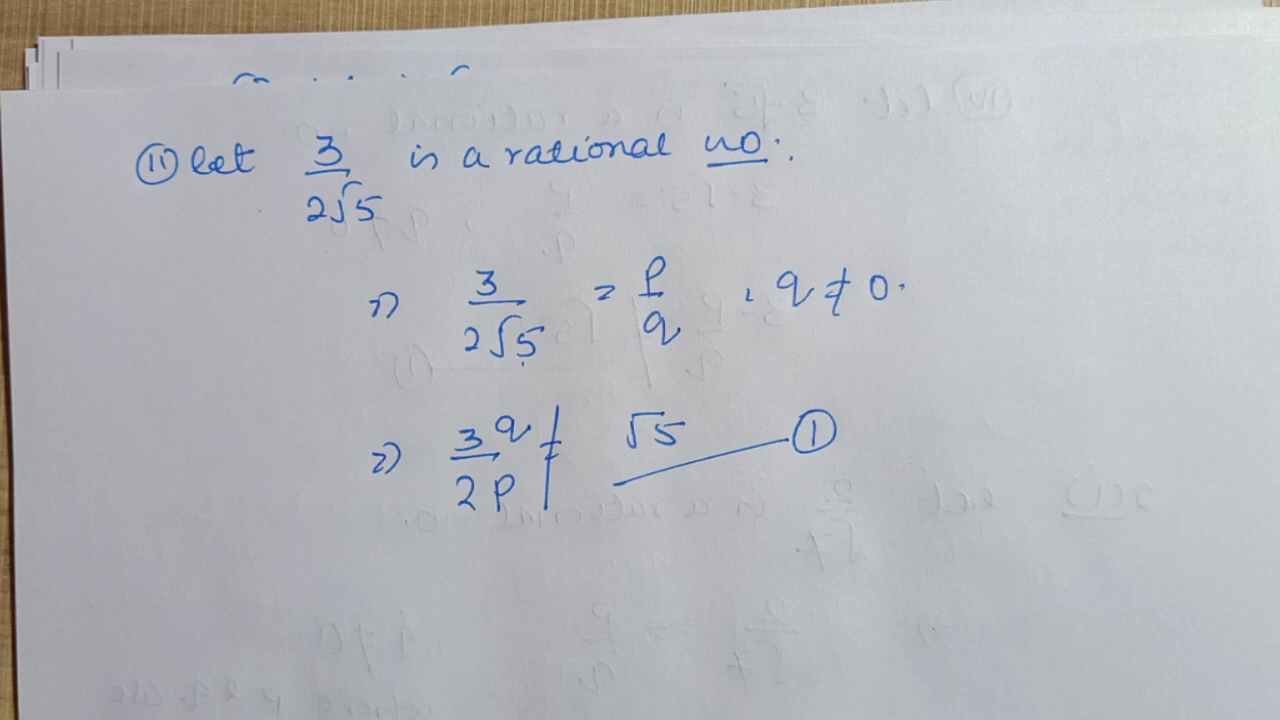 (ii) let 3/2√5 is a rational no.
⇒ 3/2√5 = p/q , q ≠ 0.
⇒ 3q/2p = √5 —— ①